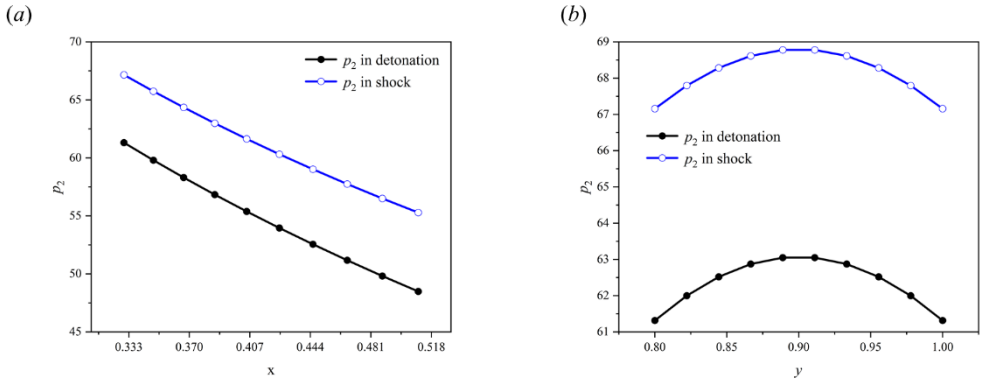 (a)
70
65
60
55
50
45
p2
p2 in detonation
p2 in shock
0.333 0.370 0.407 0.444 0.481 0.518
x
(b)
69
68
67
66
65
64
63
62
61
p2
p2 in detonation
p2 in shock
0.80 0.85 0.90 0.95 1.00
y